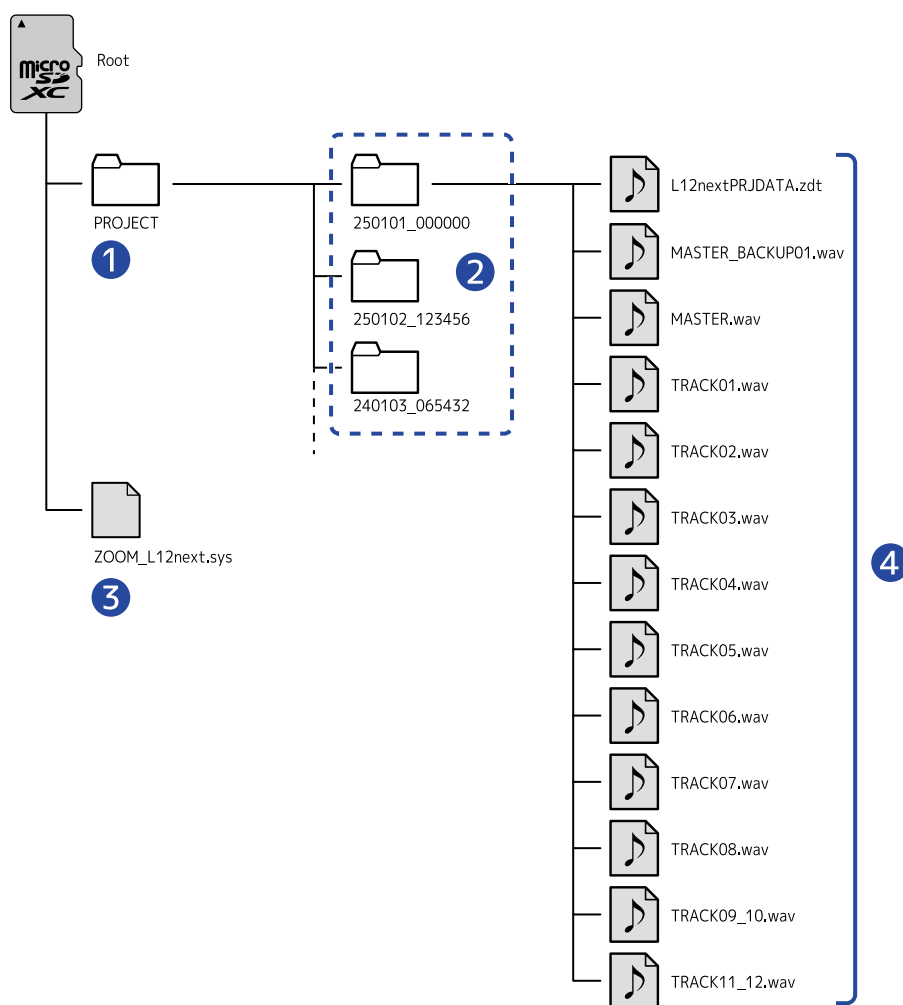 micro
SD
XC
Root
PROJECT
1
250101_000000
250102_123456
240103_065432
2
ZOOM_L12next.sys
3
L12nextPRJDATA.zdt
MASTER_BACKUP01.wav
MASTER.wav
TRACK01.wav
TRACK02.wav
TRACK03.wav
TRACK04.wav
TRACK05.wav
TRACK06.wav
TRACK07.wav
TRACK08.wav
TRACK09_10.wav
TRACK11_12.wav
4